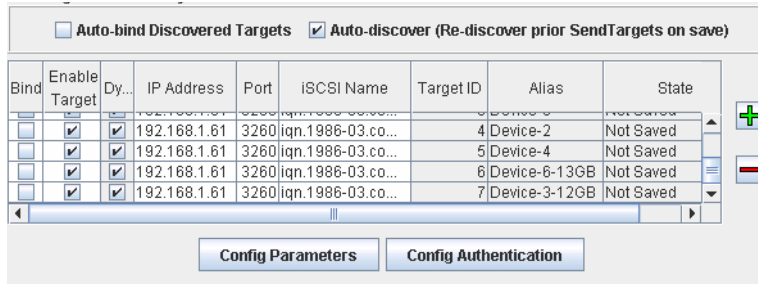 Auto-bind Discovered Targets Auto-discover (Re-discover prior SendTargets on save)
Bind Enable Target Dy... IP Address Port iSCSI Name Target ID Alias State
192.168.1.61 3260 iqn.1986-03.co... 4 Device-2 Not Saved
192.168.1.61 3260 iqn.1986-03.co... 5 Device-4 Not Saved
192.168.1.61 3260 iqn.1986-03.co... 6 Device-6-13GB Not Saved
192.168.1.61 3260 iqn.1986-03.co... 7 Device-3-12GB Not Saved
Config Parameters Config Authentication